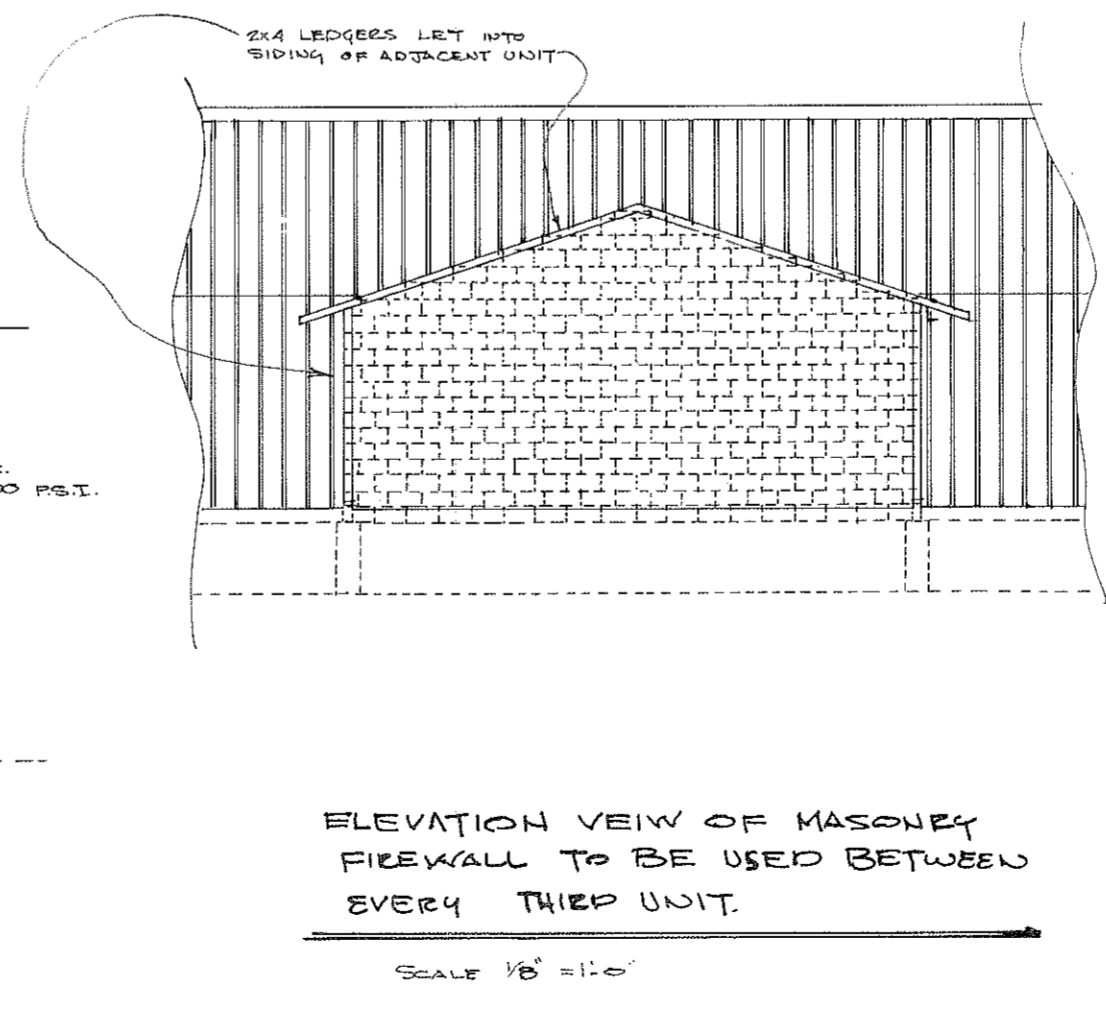 2x4 LEDGERS LET INTO
SIDING OF ADJACENT UNIT
P.S.I.
ELEVATION VEIW OF MASONRY
FIREWALL TO BE USED BETWEEN
EVERY THIRD UNIT.
SCALE 1/8" = 1'-0"